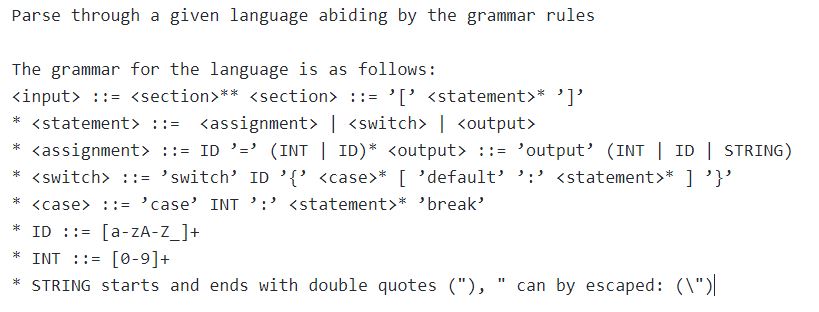 Parse through a given language abiding by the grammar rules
The grammar for the language is as follows:
<input> ::= <section>** <section> ::= ’[’ <statement>* ’]’
* <statement> ::=  <assignment> | <switch> | <output>
* <assignment> ::= ID ’=’ (INT | ID)* <output> ::= ’output’ (INT | ID | STRING)
* <switch> ::= ’switch’ ID ’{’ <case>* [ ’default’ ’:’ <statement>* ] ’}’
* <case> ::= ’case’ INT ’:’ <statement>* ’break’
* ID ::= [a-zA-Z_]+
* INT ::= [0-9]+
* STRING starts and ends with double quotes ("), " can by escaped: (\")